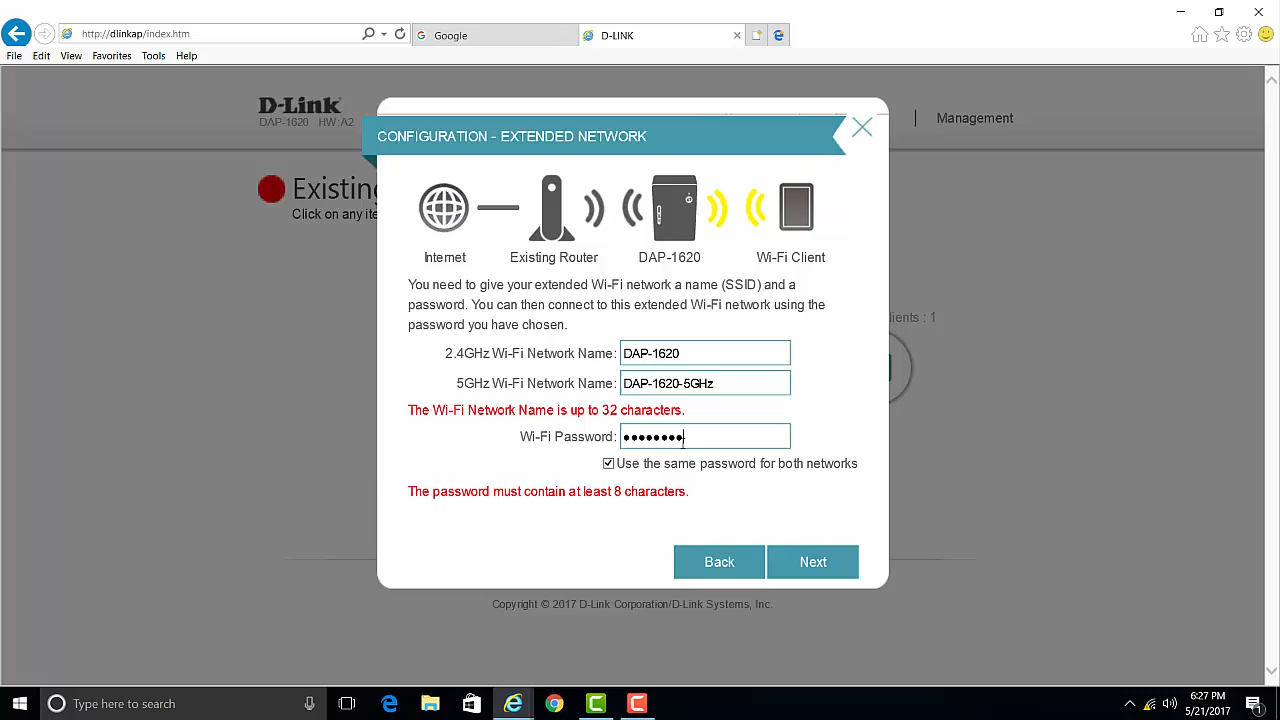 http://dlinkap/index.htm
Google
D-LINK
File Edit View Favorites Tools Help
D-Link
DAP-1620 HW:A2
Management
CONFIGURATION - EXTENDED NETWORK
Existing
Click on any ite
Internet
Existing Router
DAP-1620
Wi-Fi Client
You need to give your extended Wi-Fi network a name (SSID) and a
password. You can then connect to this extended Wi-Fi network using the
password you have chosen.
dients : 1
2.4GHz Wi-Fi Network Name: DAP-1620
5GHz Wi-Fi Network Name: DAP-1620-5GHz
The Wi-Fi Network Name is up to 32 characters.
Wi-Fi Password: ••••••••
Use the same password for both networks
The password must contain at least 8 characters.
Back
Next
Copyright © 2017 D-Link Corporation/D-Link Systems, Inc.
Type here to search
6:27 PM
5/21/2017